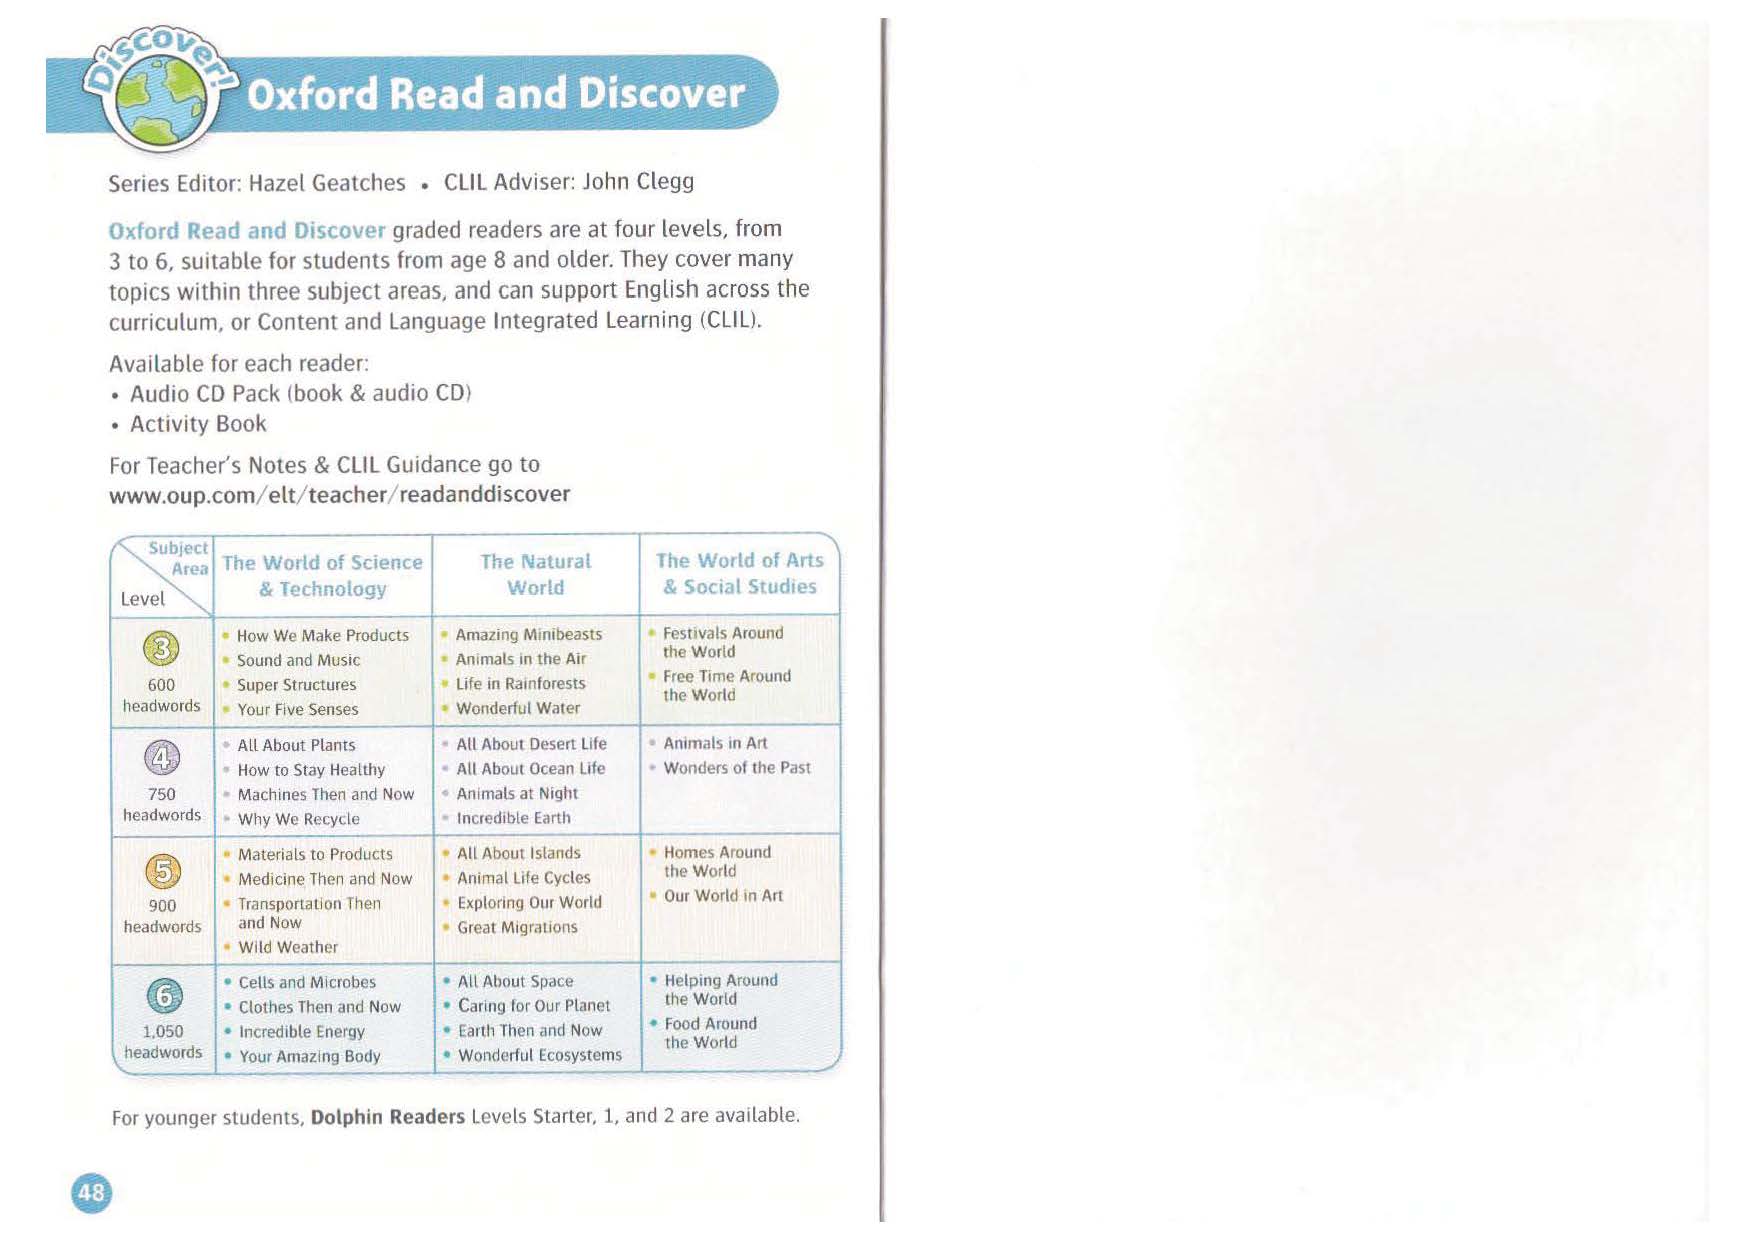 Discover!
Oxford Read and Discover
Series Editor: Hazel Geatches • CLIL Adviser: John Clegg
Oxford Read and Discover graded readers are at four levels, from
3 to 6, suitable for students from age 8 and older. They cover many
topics within three subject areas, and can support English across the
curriculum, or Content and Language Integrated Learning (CLIL).
Available for each reader:
• Audio CD Pack (book & audio CD)
• Activity Book
For Teacher's Notes & CLIL Guidance go to
www.oup.com/elt/teacher/readanddiscover
Subject
Area
Level
The World of Science
& Technology
The Natural
World
The World of Arts
& Social Studies
3
600
headwords
• How We Make Products
• Sound and Music
• Super Structures
• Your Five Senses
• Amazing Minibeasts
• Animals in the Air
• Life in Rainforests
• Wonderful Water
• Festivals Around
the World
• Free Time Around
the World
4
750
headwords
• All About Plants
• How to Stay Healthy
• Machines Then and Now
• Why We Recycle
• All About Desert Life
• All About Ocean Life
• Animals at Night
• Incredible Earth
• Animals in Art
• Wonders of the Past
5
900
headwords
• Materials to Products
• Medicine Then and Now
• Transportation Then
and Now
• Wild Weather
• All About Islands
• Animal Life Cycles
• Exploring Our World
• Great Migrations
• Homes Around
the World
• Our World in Art
6
1,050
headwords
• Cells and Microbes
• Clothes Then and Now
• Incredible Energy
• Your Amazing Body
• All About Space
• Caring for Our Planet
• Earth Then and Now
• Wonderful Ecosystems
• Helping Around
the World
• Food Around
the World
For younger students, Dolphin Readers Levels Starter, 1, and 2 are available.
48